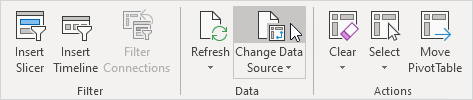 Insert
Slicer
Insert
Timeline
Filter
Connections
Refresh
Change Data
Source
Clear
Select
Move
PivotTable
Filter
Data
Actions